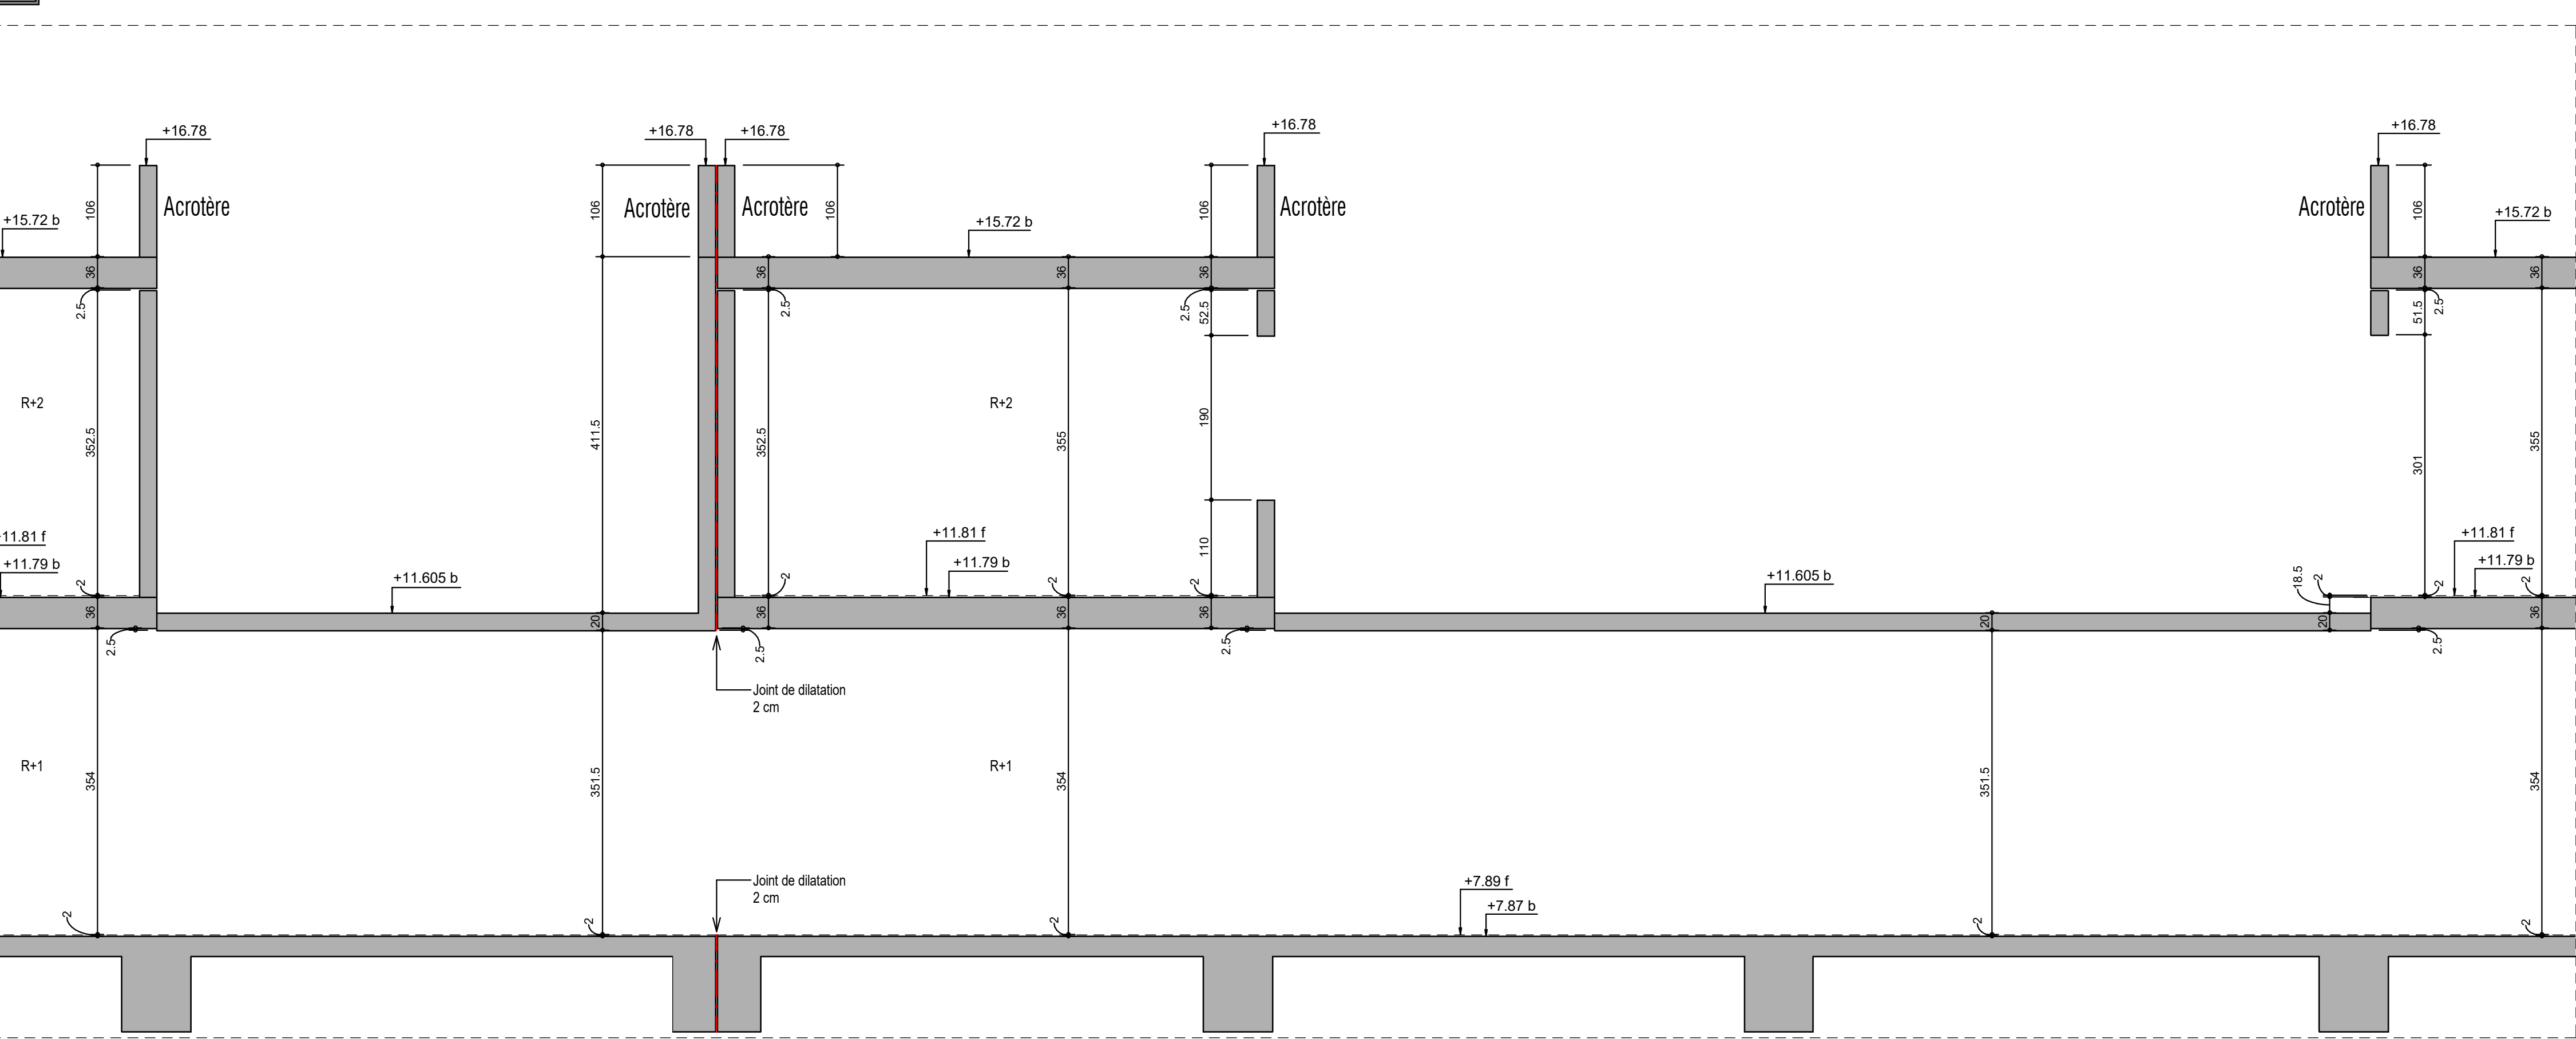 +16.78
+16.78
+16.78
+16.78
+16.78
106
Acrotère
106
Acrotère
Acrotère
106
106
Acrotère
Acrotère
106
+15.72 b
+15.72 b
+15.72 b
36
36
36
36
36
36
2.5
2.5
2.5
52.5
51.5
2.5
R+2
R+2
352.5
411.5
352.5
355
190
301
355
11.81 f
+11.81 f
110
+11.81 f
+11.79 b
+11.79 b
+11.79 b
2
+11.605 b
2
2
2
+11.605 b
18.5
2
2
2
36
20
36
36
36
20
20
36
2.5
2.5
2.5
2.5
Joint de dilatation
2 cm
R+1
R+1
354
351.5
354
351.5
354
Joint de dilatation
2 cm
+7.89 f
+7.87 b
2
2
2
2
2